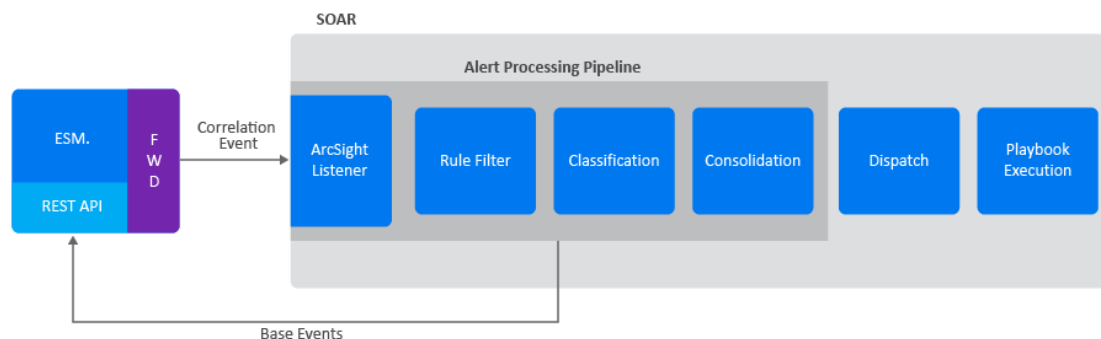 SOAR
Alert Processing Pipeline
ESM.
REST API
F
W
D
Correlation
Event
ArcSight
Listener
Rule Filter
Classification
Consolidation
Dispatch
Playbook
Execution
Base Events